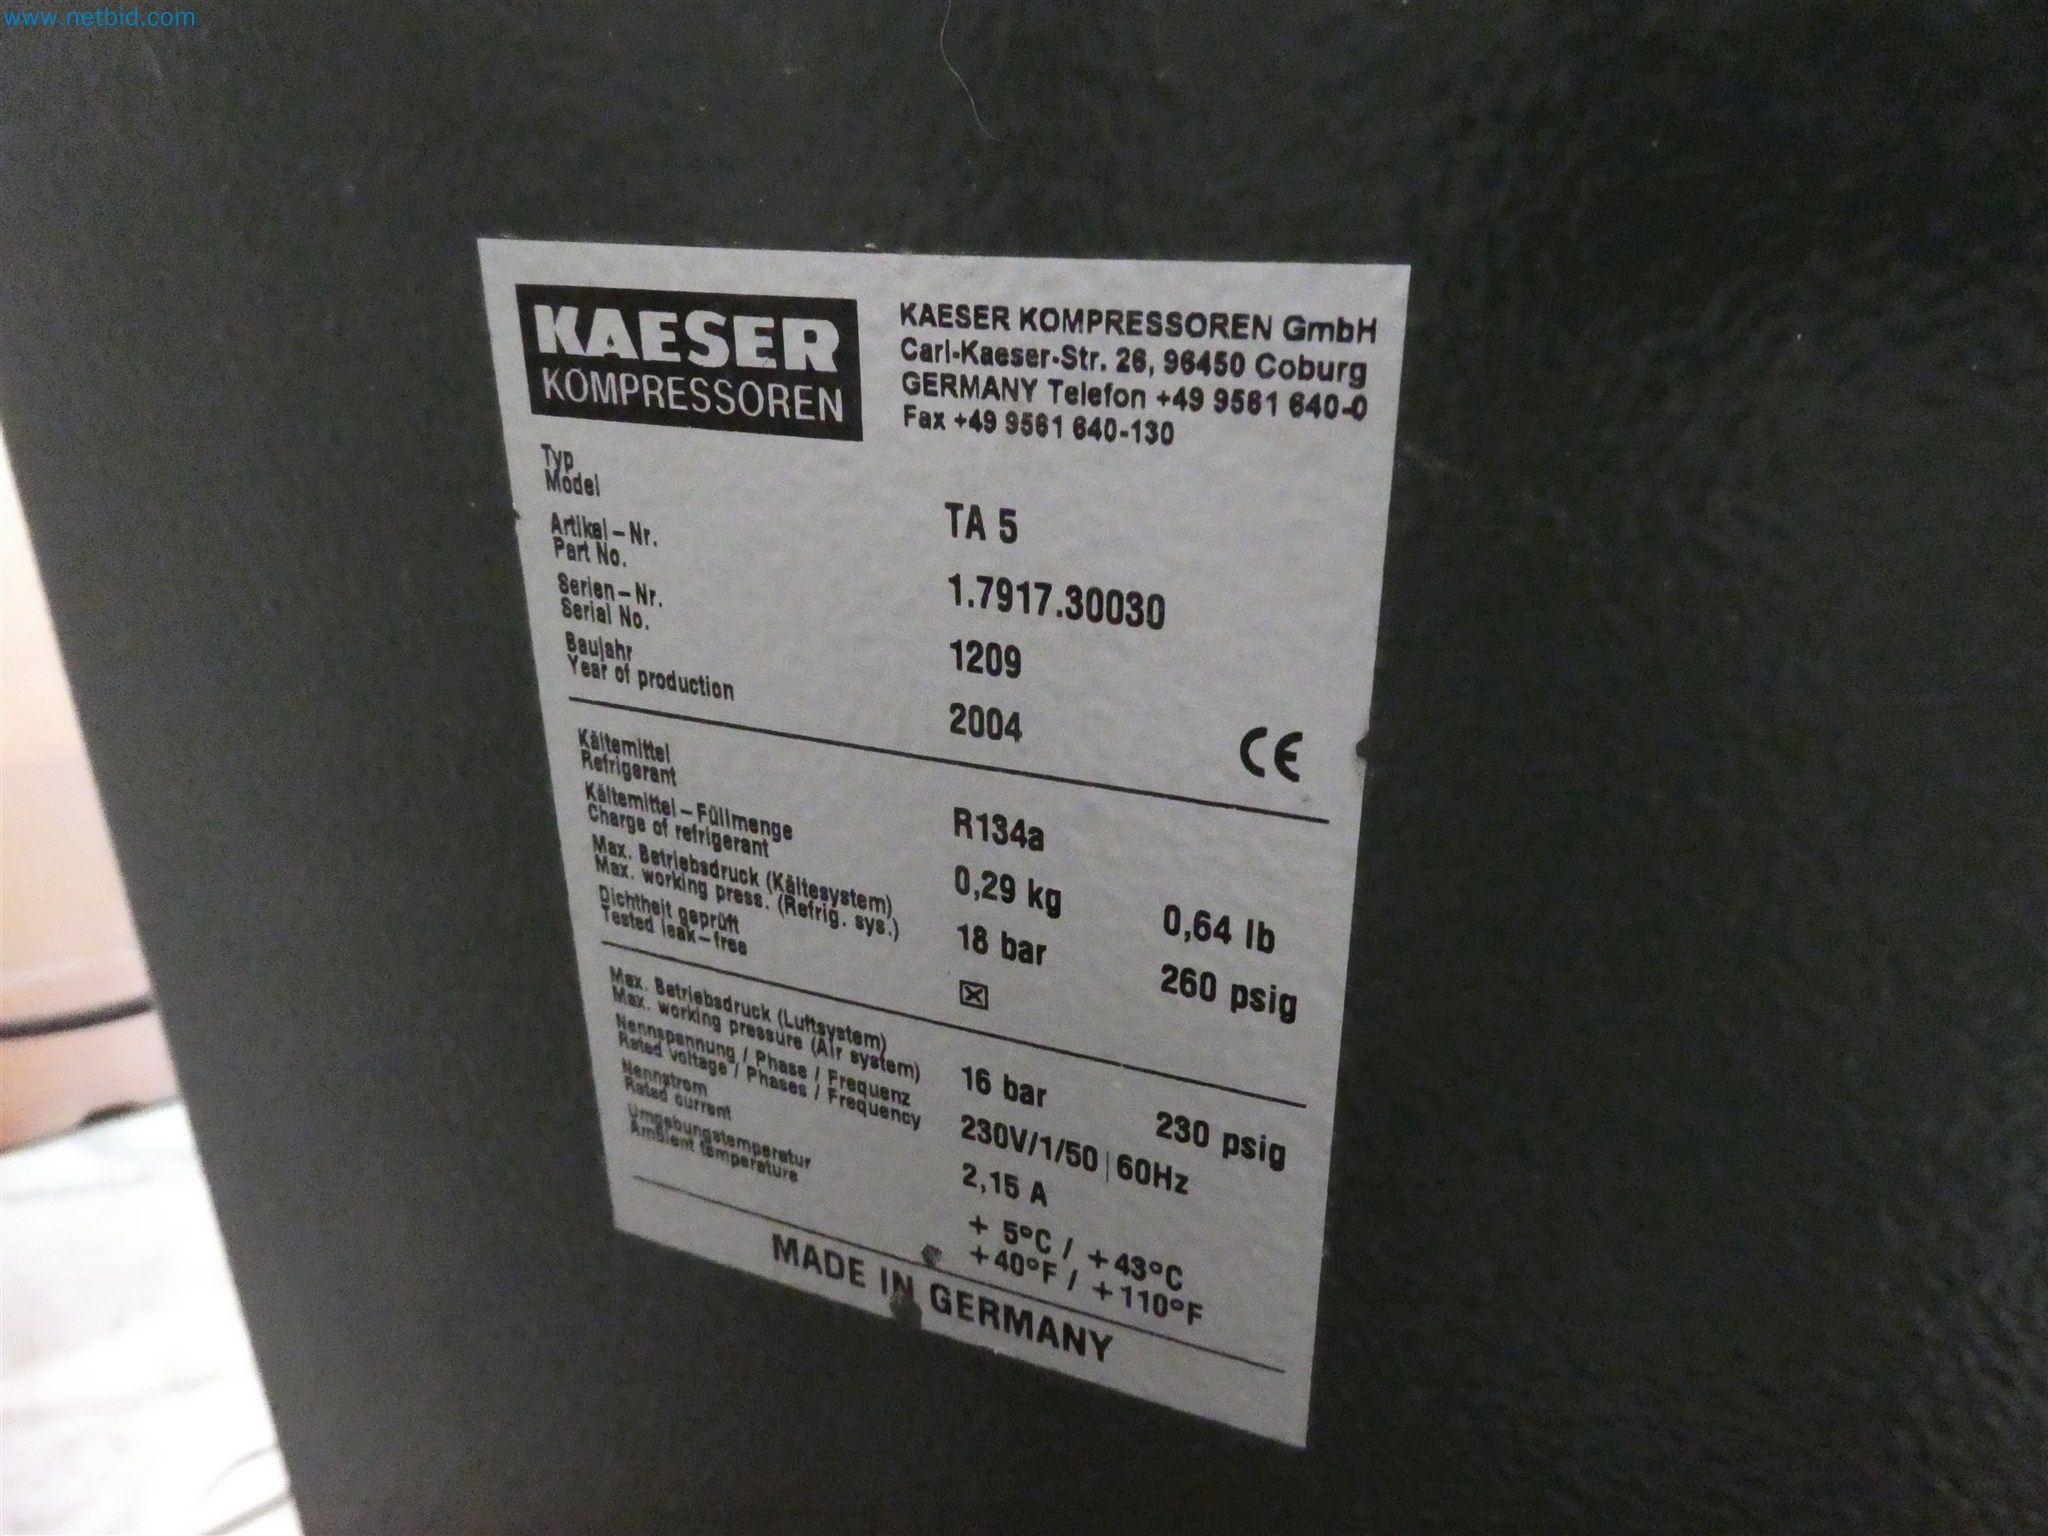 www.netbid.com
KAESER
KOMPRESSOREN
KAESER KOMPRESSOREN GmbH
Carl-Kaeser-Str. 26, 96450 Coburg
GERMANY Telefon +49 9561 640-0
Fax +49 9561 640-130
Typ
Model
TA 5
Artikal-Nr.
Part No.
1.7917.30030
Serien-Nr.
Serial No.
1209
Baujahr
Year of production
2004
CE
Kältemittel
Refrigerant
R134a
Kältemittel-Füllmenge
Charge of refrigerant
0,29 kg 0,64 lb
Max. Betriebsdruck (Kältesystem)
Max. working press. (Refrig. sys.)
18 bar 260 psig
Dichtheit geprüft
Tested leak-free
☒
Max. Betriebsdruck (Luftsystem)
Max. working pressure (Air system)
16 bar 230 psig
Nennspannung / Phase / Frequenz
Rated voltage / Phases / Frequency
230V/1/50|60Hz
Nennstrom
Rated current
2,15 A
Umgebungstemperatur
Ambient temperature
+ 5°C / +43°C
+40°F / +110°F
MADE IN GERMANY